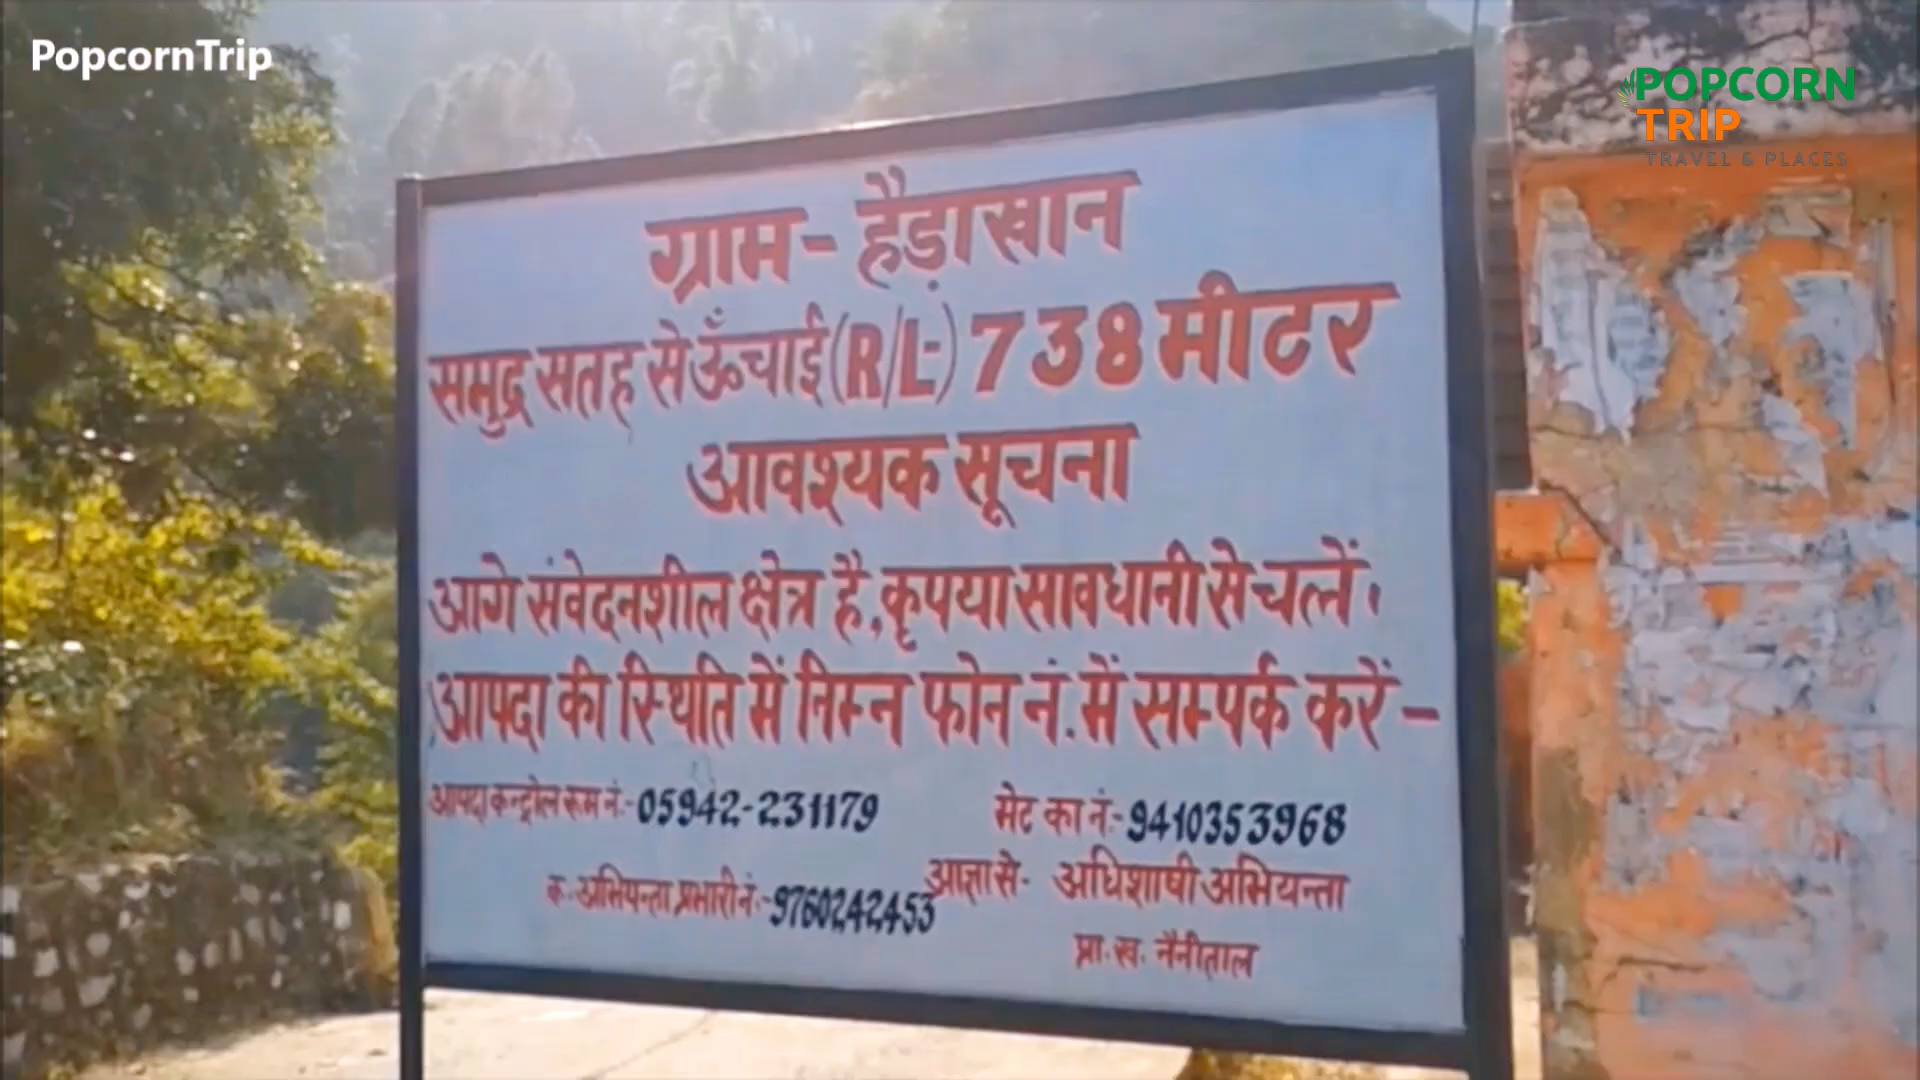 PopcornTrip
POPCORN
TRIP
TRAVEL & PLACES
ग्राम- हैड़ाखान
समुद्र सतह से ऊँचाई (R/L-) 738 मीटर
आवश्यक सूचना
आगे संवेदनशील क्षेत्र है, कृपया सावधानी से चलें।
आपदा की स्थिति में निम्न फोन नं. में सम्पर्क करें -
आपदा कन्ट्रोल रूम नं:- 05942-231179 सेट का नं:- 9410353968
क. अभियन्ता प्रभारी नं:- 9760242453 आज्ञा से- अधिशाषी अभियन्ता
प्रा. ख. नैनीताल